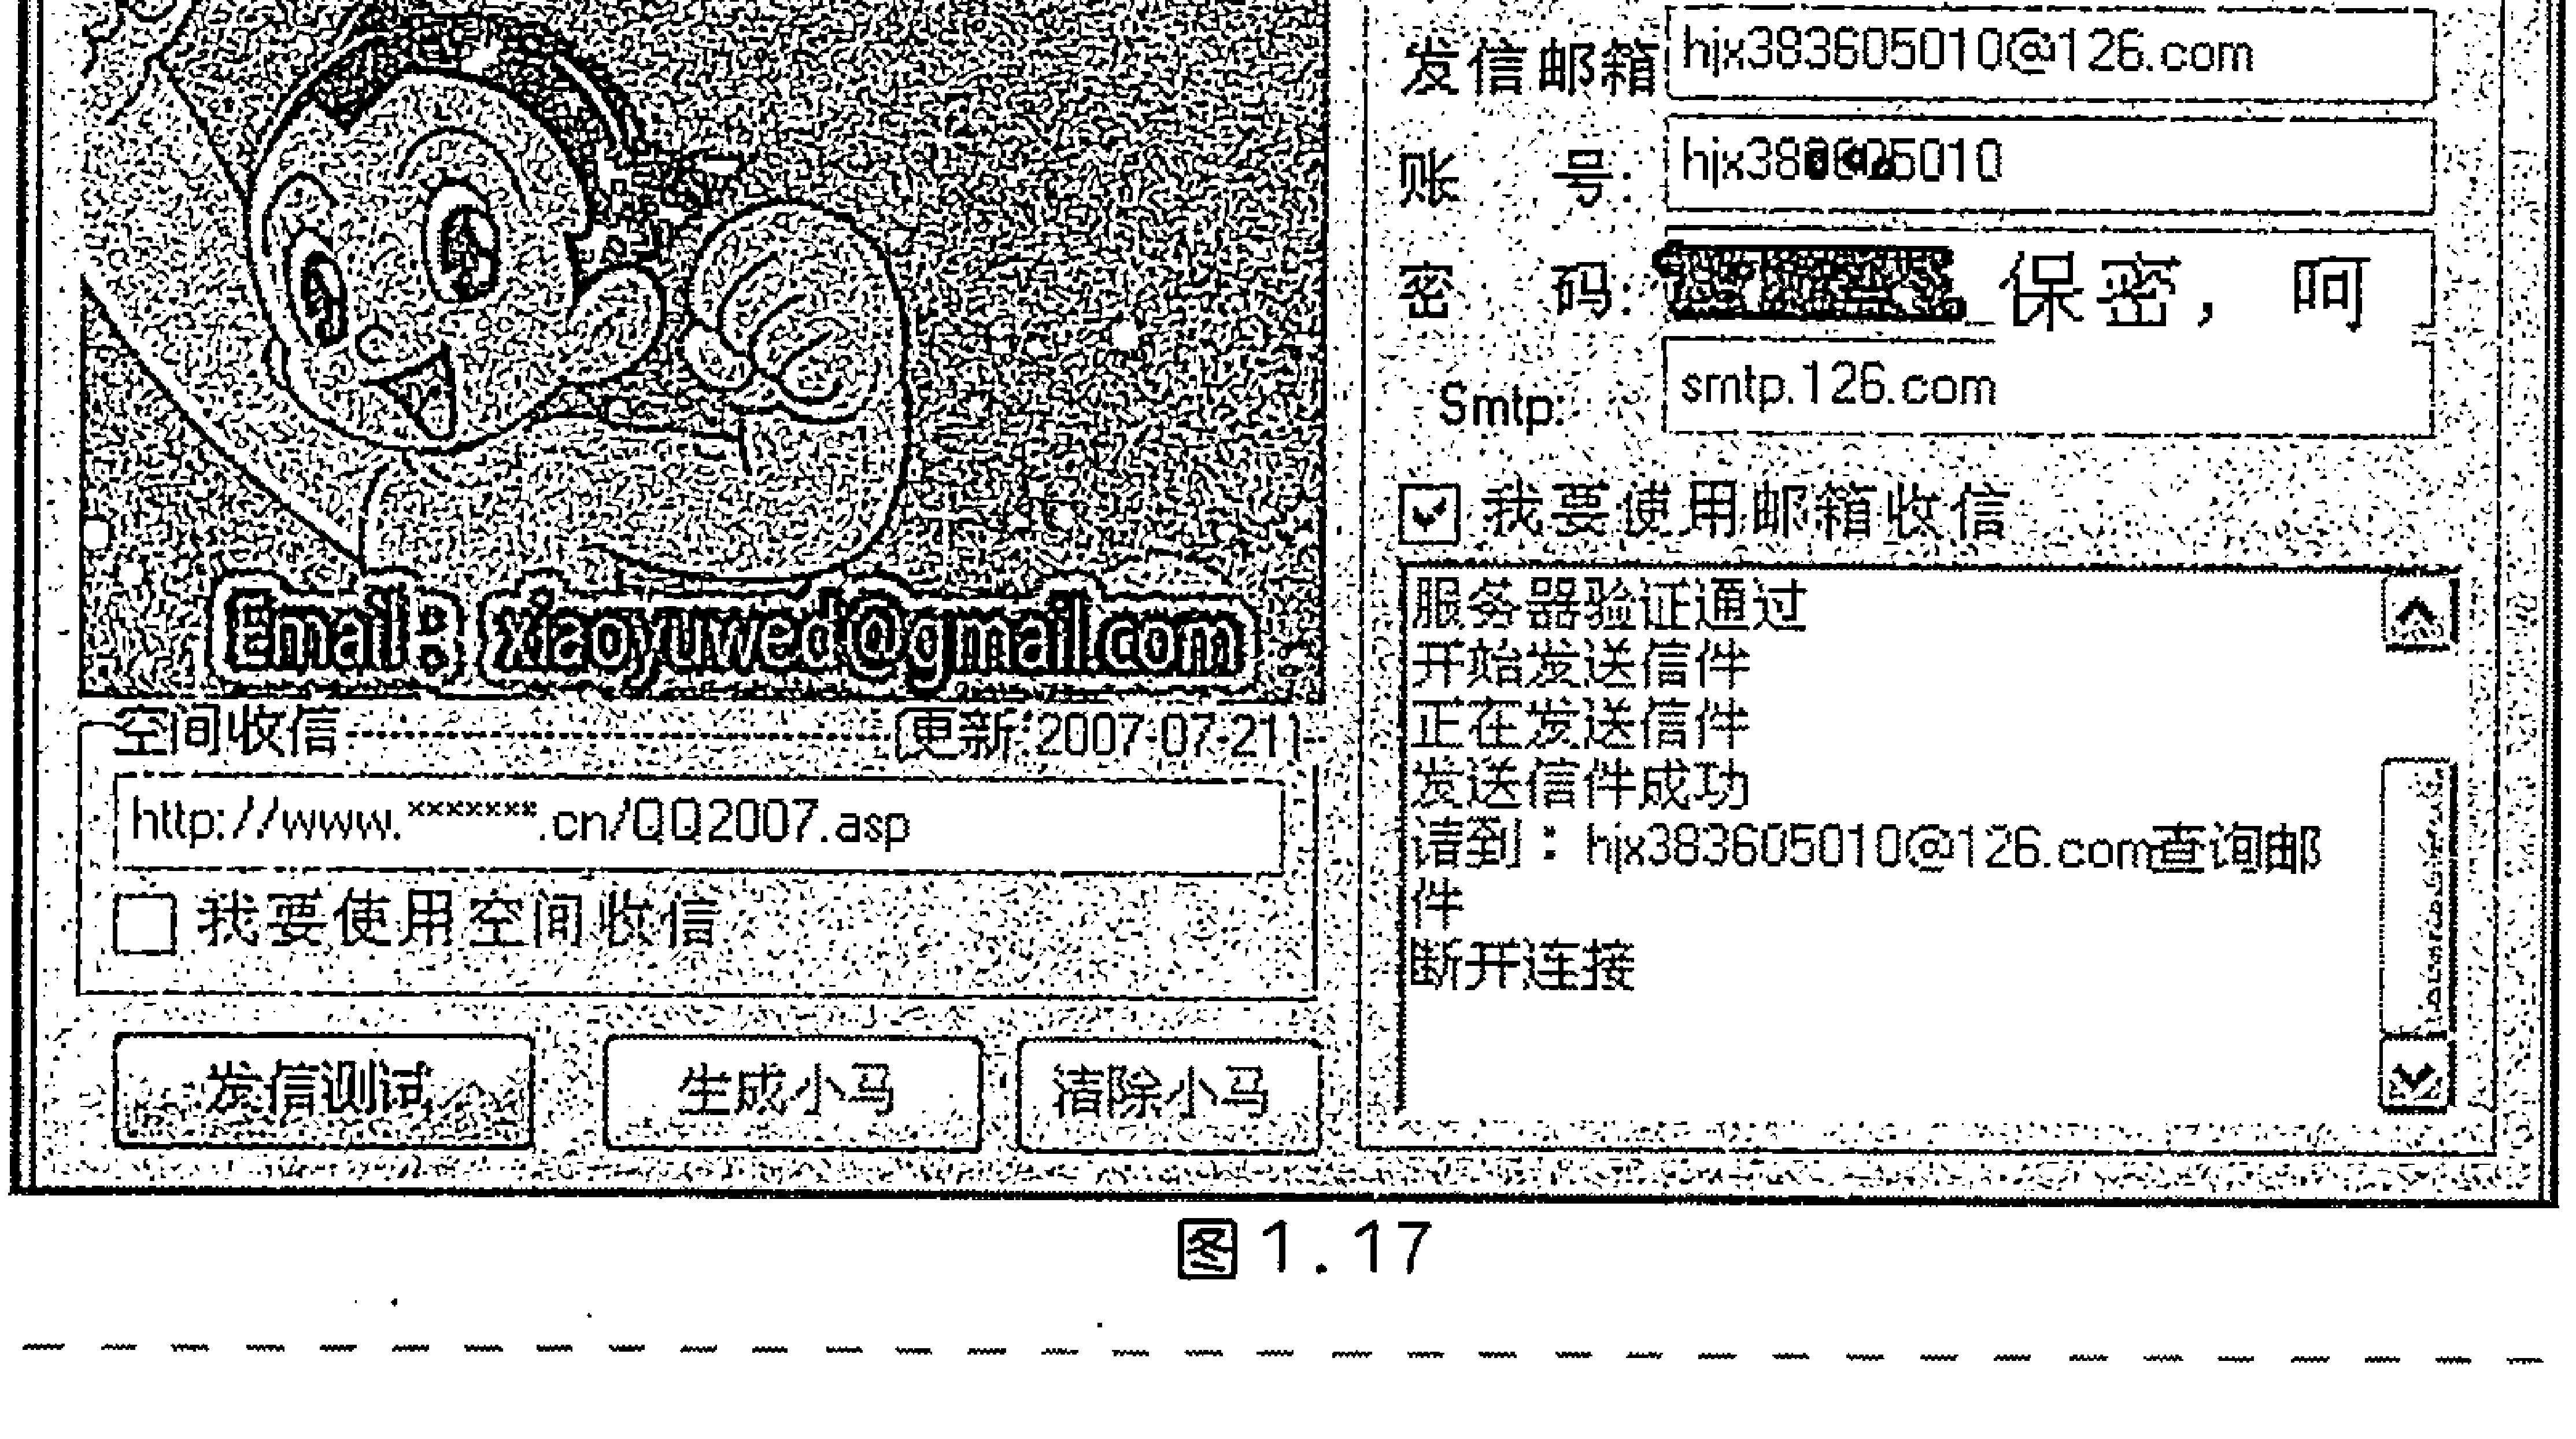 Email: xiaoyuwed@gmail.com
空间收信
[更新:2007-07-21]
http://www.*******.cn/QQ2007.asp
我要使用空间收信
发信测试
生成小马
清除小马
发信邮箱
hjx383605010@126.com
账 号:
密 码:
保密，呵
Smtp:
smtp.126.com
我要使用邮箱收信
服务器验证通过
开始发送信件
正在发送信件
发送信件成功
请到：hjx383605010@126.com查询邮
件
断开连接
图1.17